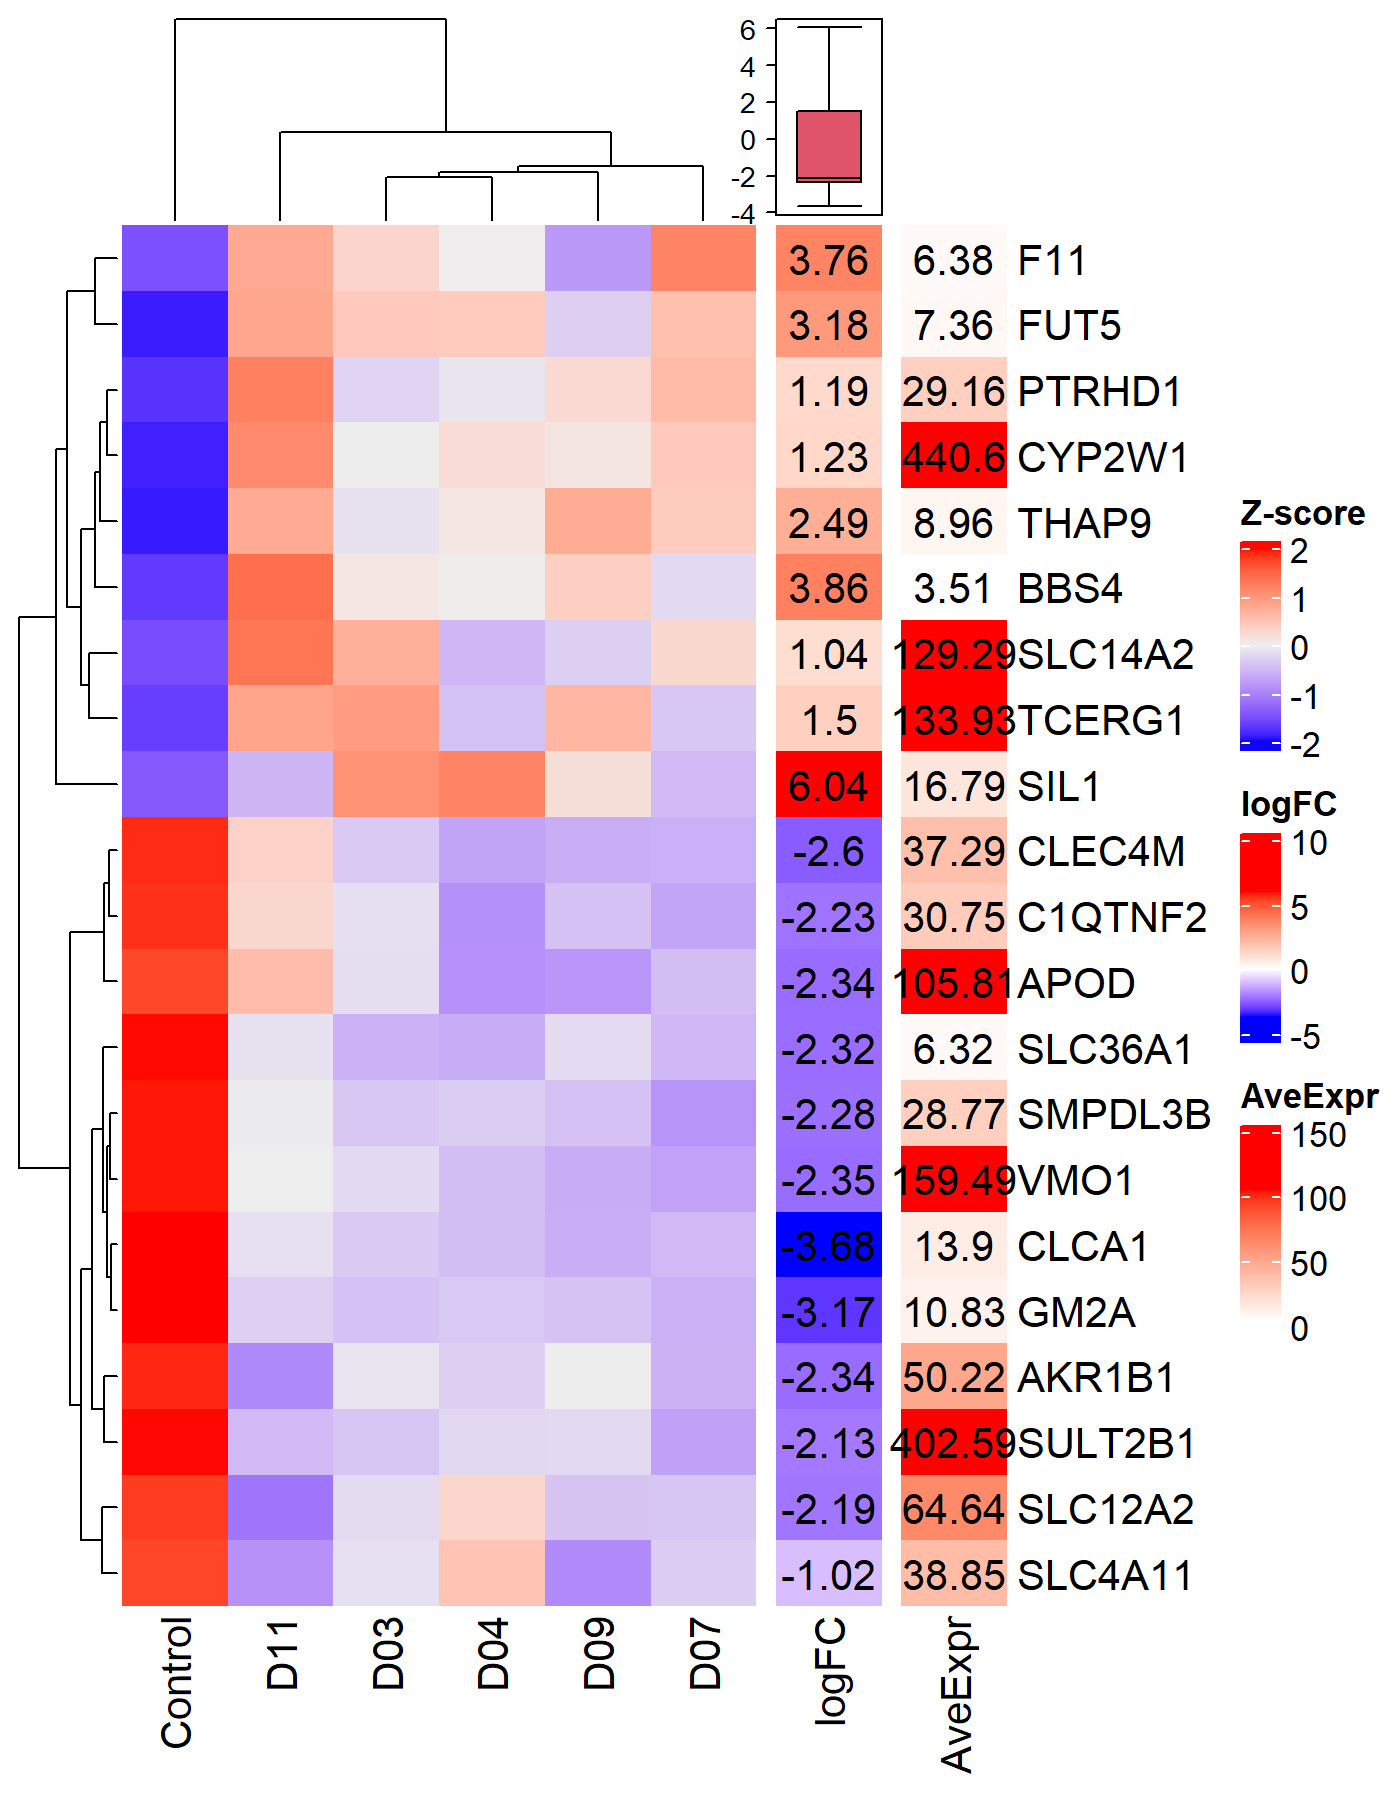 6
4
2
0
-2
-4
3.76 6.38 F11
3.18 7.36 FUT5
1.19 29.16 PTRHD1
1.23 440.6 CYP2W1
2.49 8.96 THAP9
3.86 3.51 BBS4
1.04 129.29 SLC14A2
1.5 133.93 TCERG1
6.04 16.79 SIL1
-2.6 37.29 CLEC4M
-2.23 30.75 C1QTNF2
-2.34 105.81 APOD
-2.32 6.32 SLC36A1
-2.28 28.77 SMPDL3B
-2.35 159.49 VMO1
-3.68 13.9 CLCA1
-3.17 10.83 GM2A
-2.34 50.22 AKR1B1
-2.13 402.59 SULT2B1
-2.19 64.64 SLC12A2
-1.02 38.85 SLC4A11
Control D11 D03 D04 D09 D07 logFC AveExpr
Z-score
2
1
0
-1
-2
logFC
10
5
0
-5
AveExpr
150
100
50
0